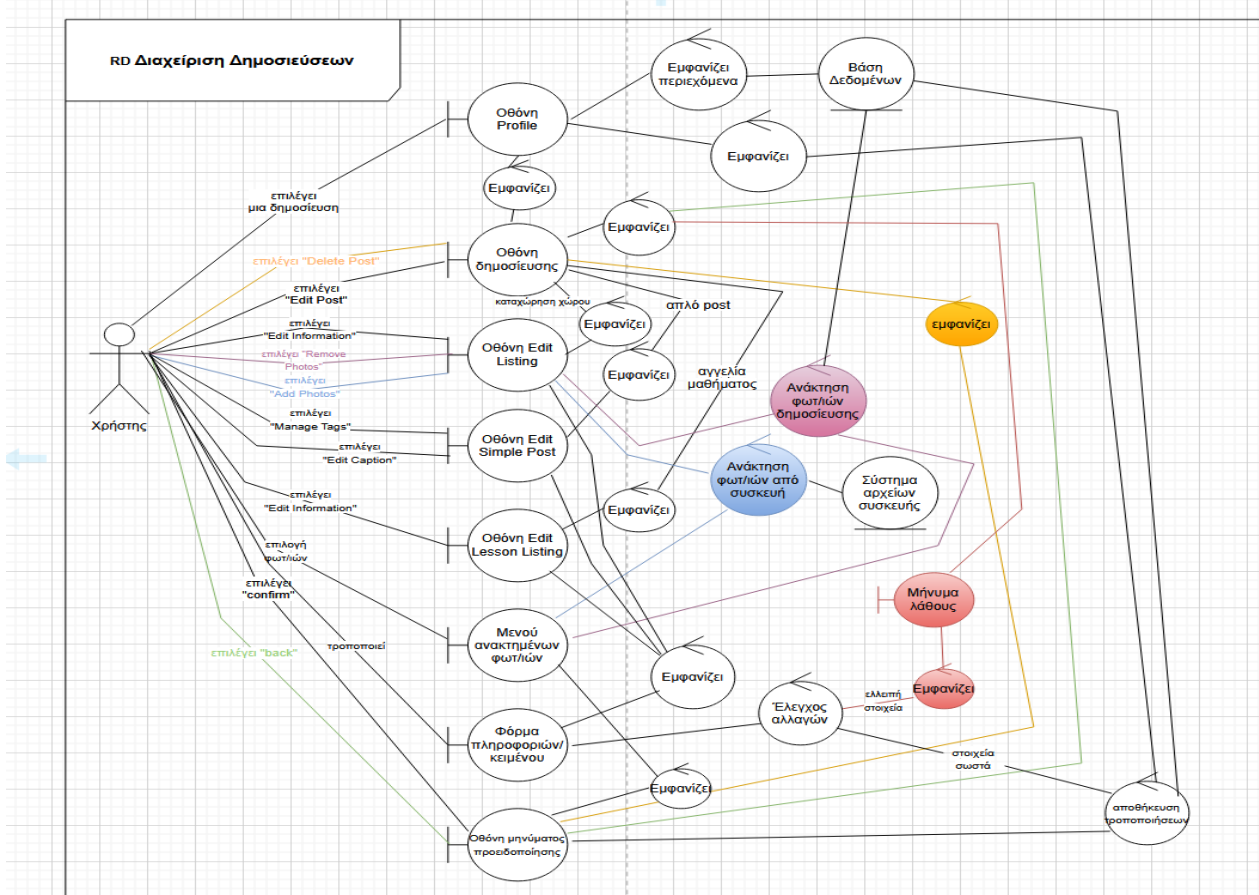 RD Διαχείριση Δημοσιεύσεων
Εμφανίζει
περιεχόμενα
Βάση
Δεδομένων
Οθόνη
Profile
Εμφανίζει
Εμφανίζει
επιλέγει
μια δημοσίευση
Εμφανίζει
Οθόνη
δημοσίευσης
επιλέγει "Delete Post"
επιλέγει
"Edit Post"
καταχώρηση χώρου
απλό post
Εμφανίζει
εμφανίζει
επιλέγει
"Edit Information"
Οθόνη Edit
Listing
επιλέγει "Remove
Photos"
Εμφανίζει
αγγελία
μαθήματος
επιλέγει
"Add Photos"
Ανάκτηση
φωτ/ιών
δημοσίευσης
Χρήστης
επιλέγει
"Manage Tags"
Οθόνη Edit
Simple Post
επιλέγει
"Edit Caption"
Ανάκτηση
φωτ/ιών από
συσκευή
Σύστημα
αρχείων
συσκευής
επιλέγει
"Edit Information"
Εμφανίζει
Οθόνη Edit
Lesson Listing
επιλογή
φωτ/ιών
επιλέγει
"confirm"
Μήνυμα
λάθους
Μενού
ανακτημένων
φωτ/ιών
επιλέγει "back"
τροποποιεί
Εμφανίζει
Εμφανίζει
ελλειπή
στοιχεία
Έλεγχος
αλλαγών
Φόρμα
πληροφοριών/
κειμένου
στοιχεία
σωστά
Εμφανίζει
αποθήκευση
τροποποιήσεων
Οθόνη μηνύματος
προειδοποίησης